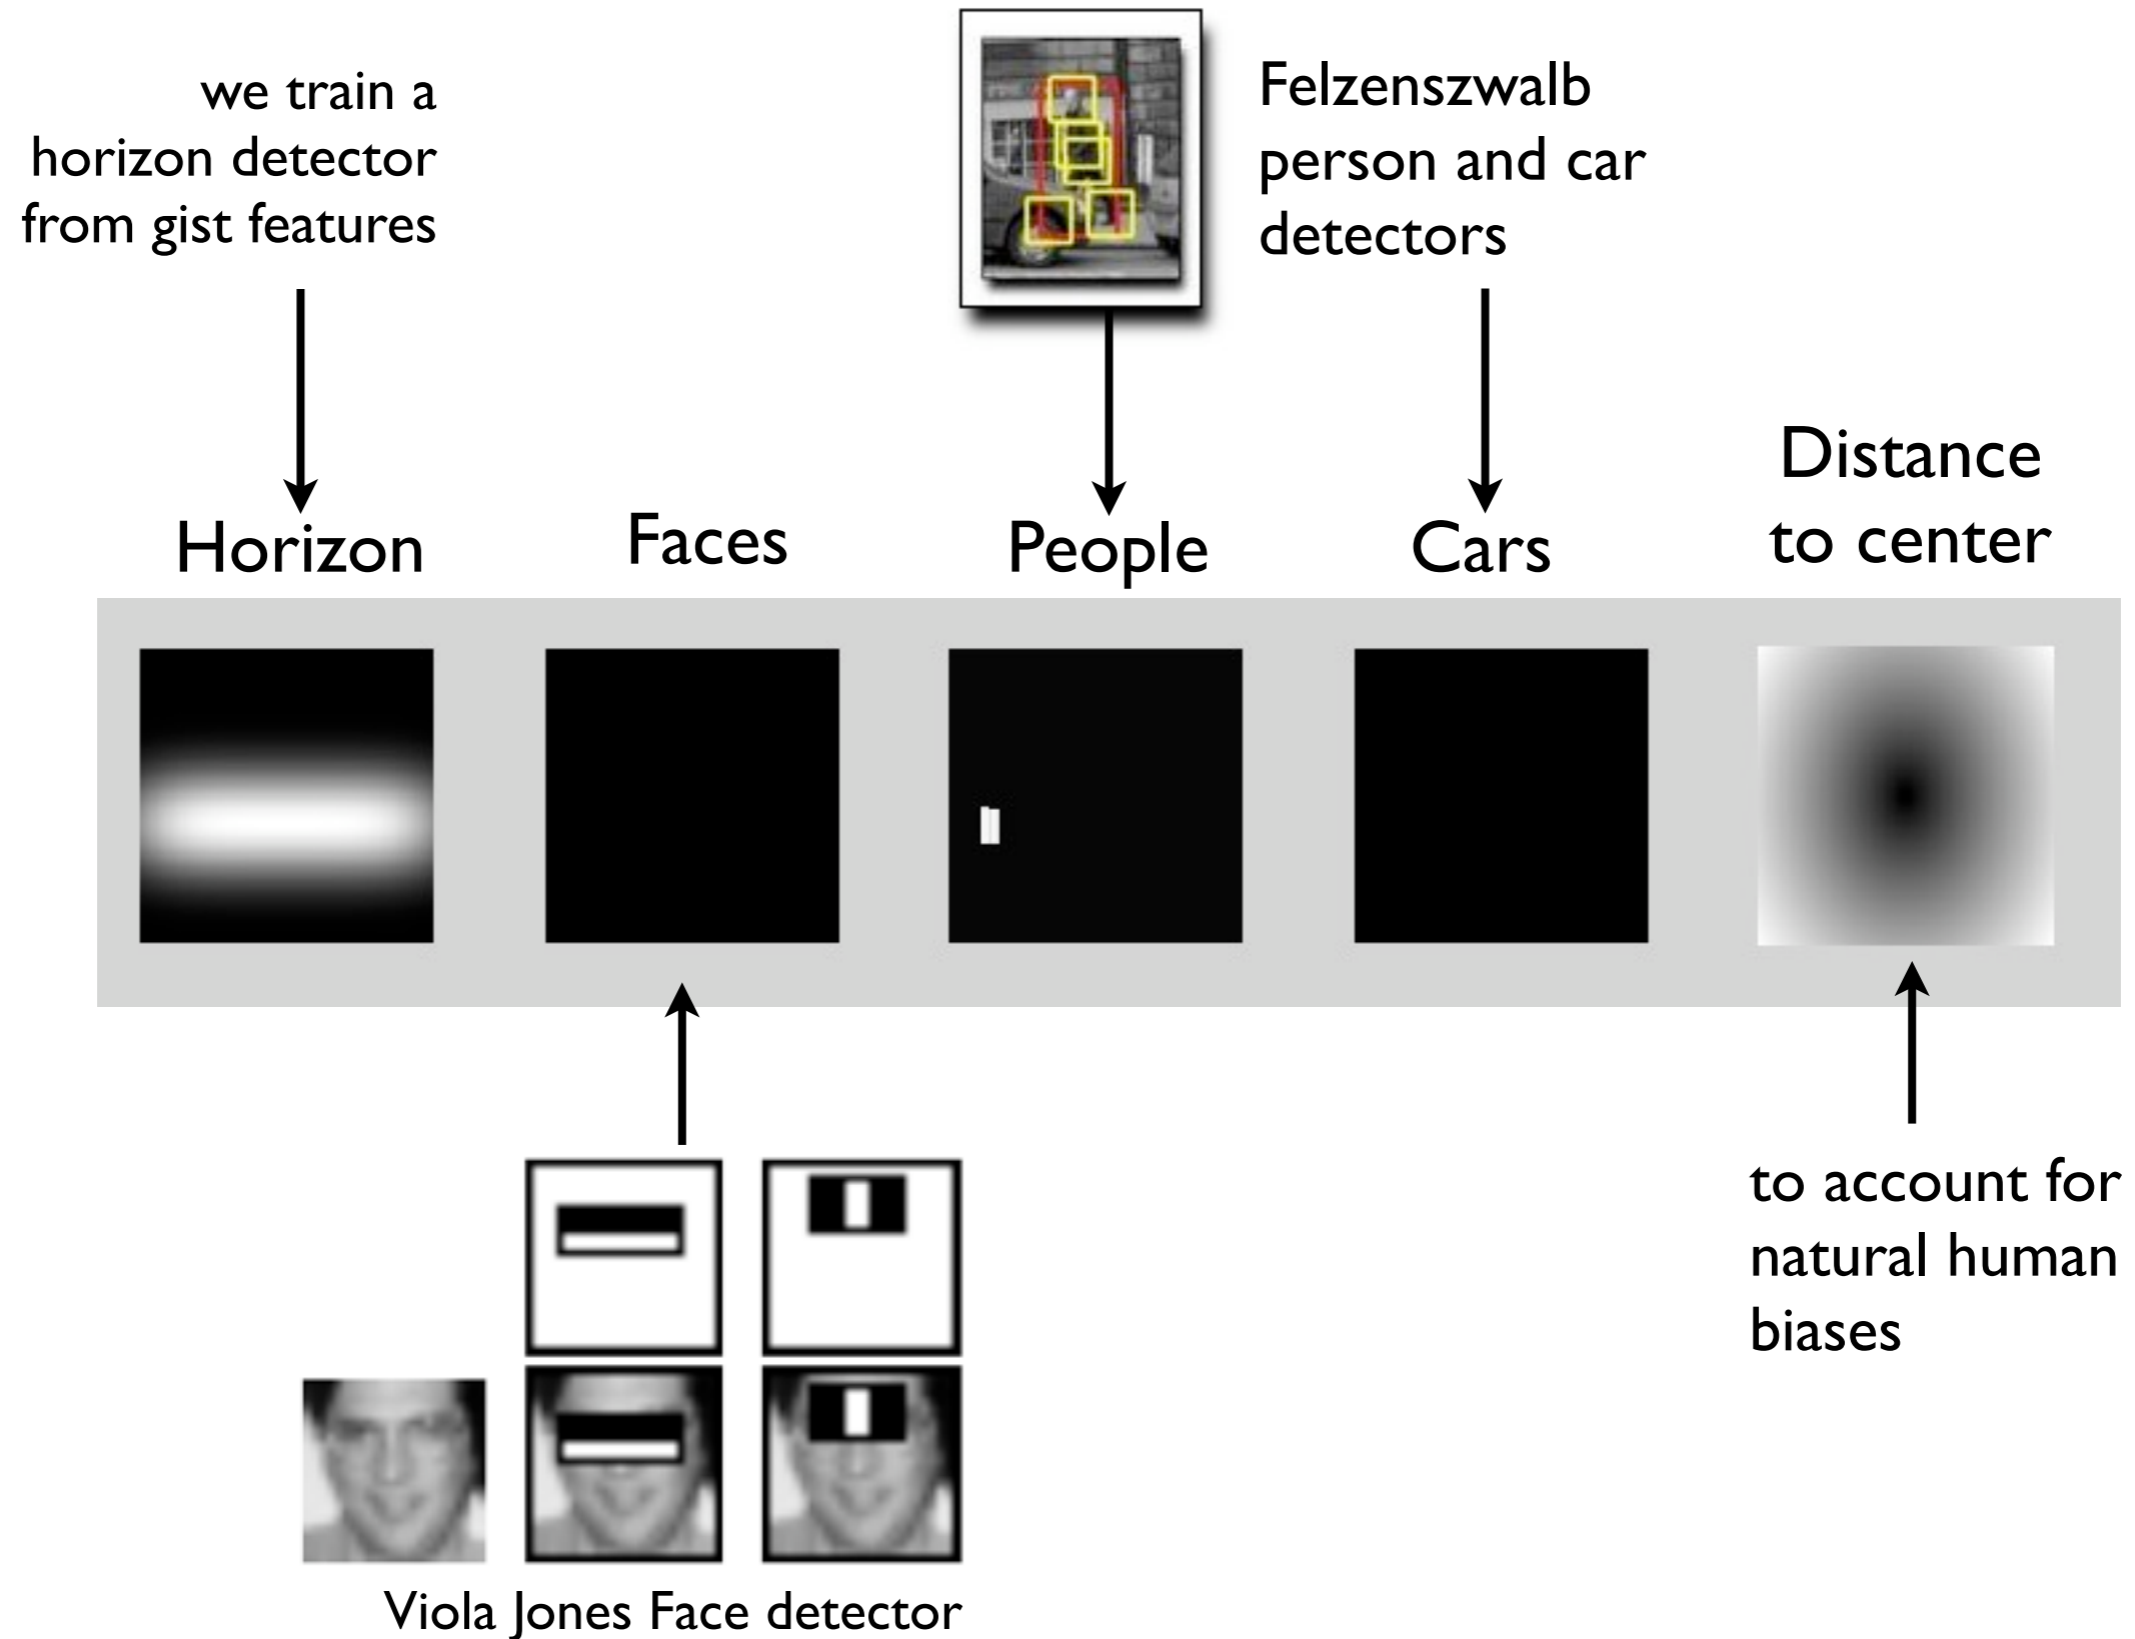 we train a
horizon detector
from gist features
Felzenszwalb
person and car
detectors
Horizon
Faces
People
Cars
Distance
to center
to account for
natural human
biases
Viola Jones Face detector